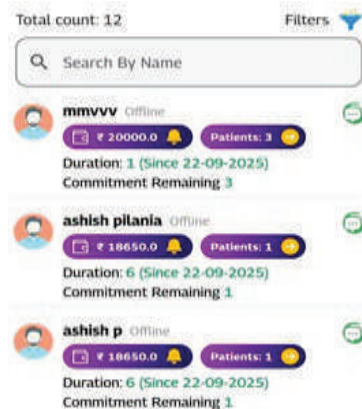 Total count: 12 Filters
Search By Name
mmvvv Offline
₹ 20000.0 Patients: 3
Duration: 1 (Since 22-09-2025)
Commitment Remaining 3
ashish pilania Offline
₹ 18650.0 Patients: 1
Duration: 6 (Since 22-09-2025)
Commitment Remaining 1
ashish p Offline
₹ 18650.0 Patients: 1
Duration: 6 (Since 22-09-2025)
Commitment Remaining 1